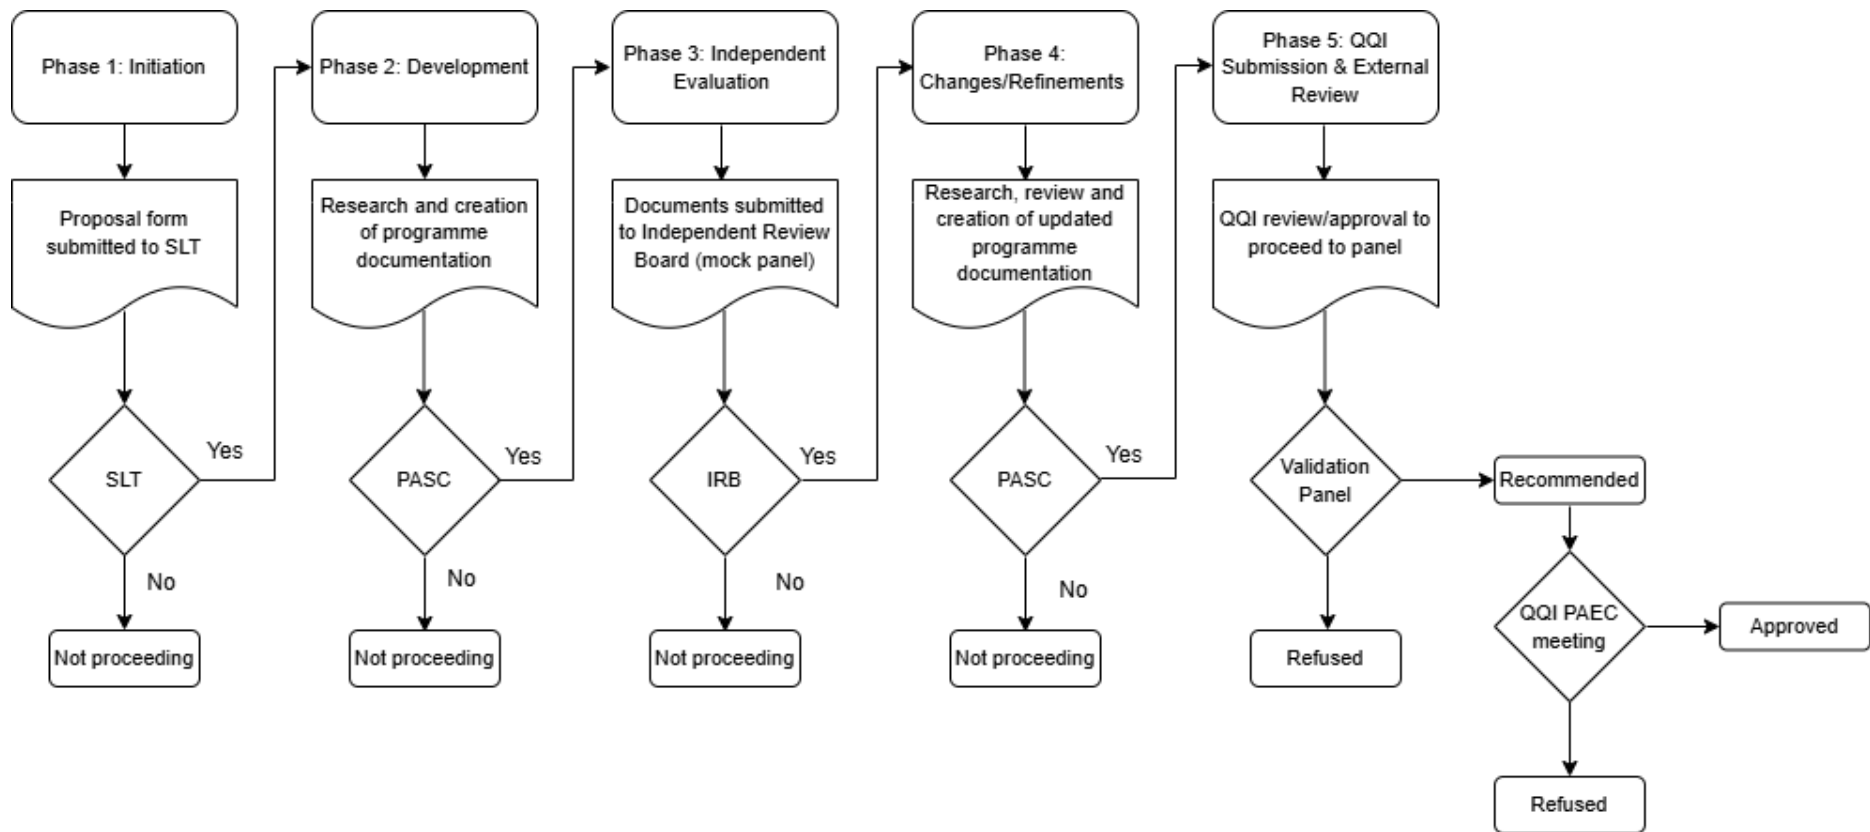 Phase 1: Initiation
Proposal form
submitted to SLT
SLT
Yes
No
Not proceeding
Phase 2: Development
Research and creation
of programme
documentation
PASC
Yes
No
Not proceeding
Phase 3: Independent
Evaluation
Documents submitted
to Independent Review
Board (mock panel)
IRB
Yes
No
Not proceeding
Phase 4:
Changes/Refinements
Research, review and
creation of updated
programme
documentation
PASC
Yes
No
Not proceeding
Phase 5: QQI
Submission & External
Review
QQI review/approval to
proceed to panel
Validation
Panel
Refused
Recommended
QQI PAEC
meeting
Approved
Refused